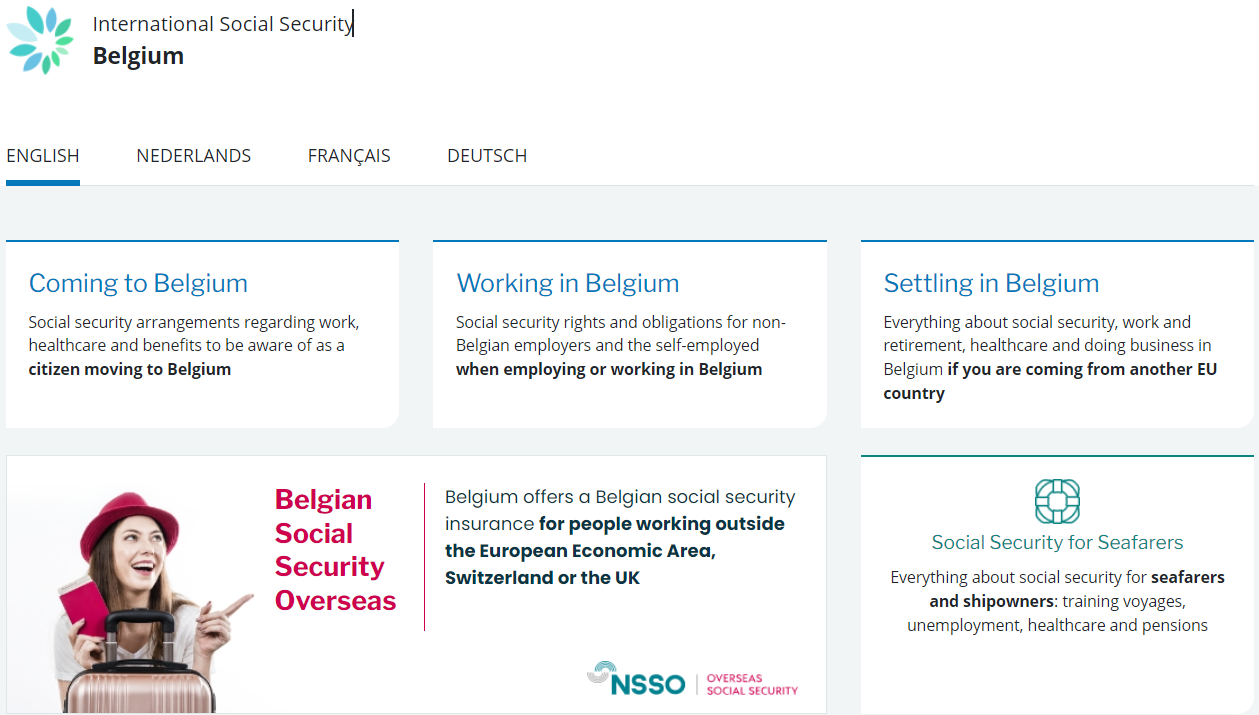 International Social Security
Belgium
ENGLISH
NEDERLANDS
FRANÇAIS
DEUTSCH
Coming to Belgium
Social security arrangements regarding work,
healthcare and benefits to be aware of as a
citizen moving to Belgium
Working in Belgium
Social security rights and obligations for non-
Belgian employers and the self-employed
when employing or working in Belgium
Settling in Belgium
Everything about social security, work and
retirement, healthcare and doing business in
Belgium if you are coming from another EU
country
Belgian
Social
Security
Overseas
Belgium offers a Belgian social security
insurance for people working outside
the European Economic Area,
Switzerland or the UK
NSSO
OVERSEAS
SOCIAL SECURITY
Social Security for Seafarers
Everything about social security for seafarers
and shipowners: training voyages,
unemployment, healthcare and pensions